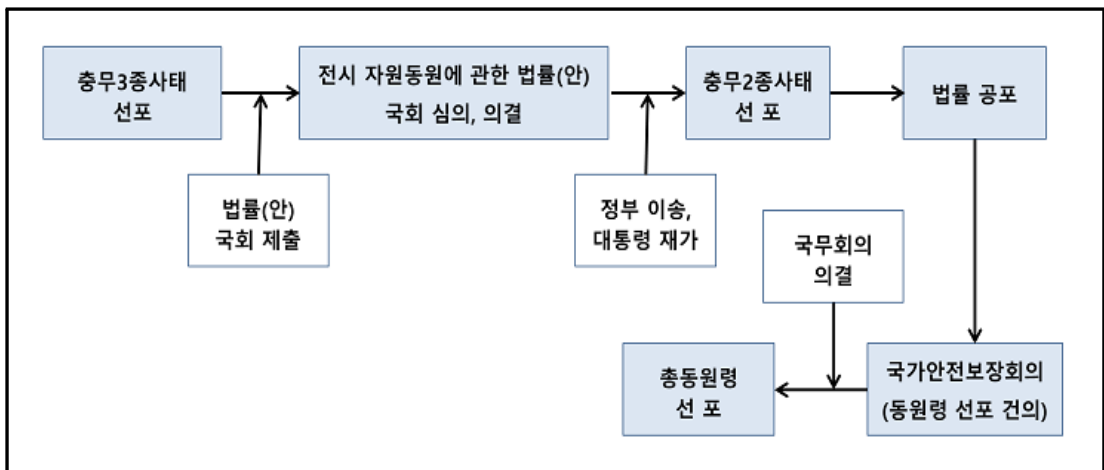 충무3종사태
선포
전시 자원동원에 관한 법률(안)
국회 심의, 의결
충무2종사태
선 포
법률 공포
법률(안)
국회 제출
정부 이송,
대통령 재가
국무회의
의결
총동원령
선 포
국가안전보장회의
(동원령 선포 건의)